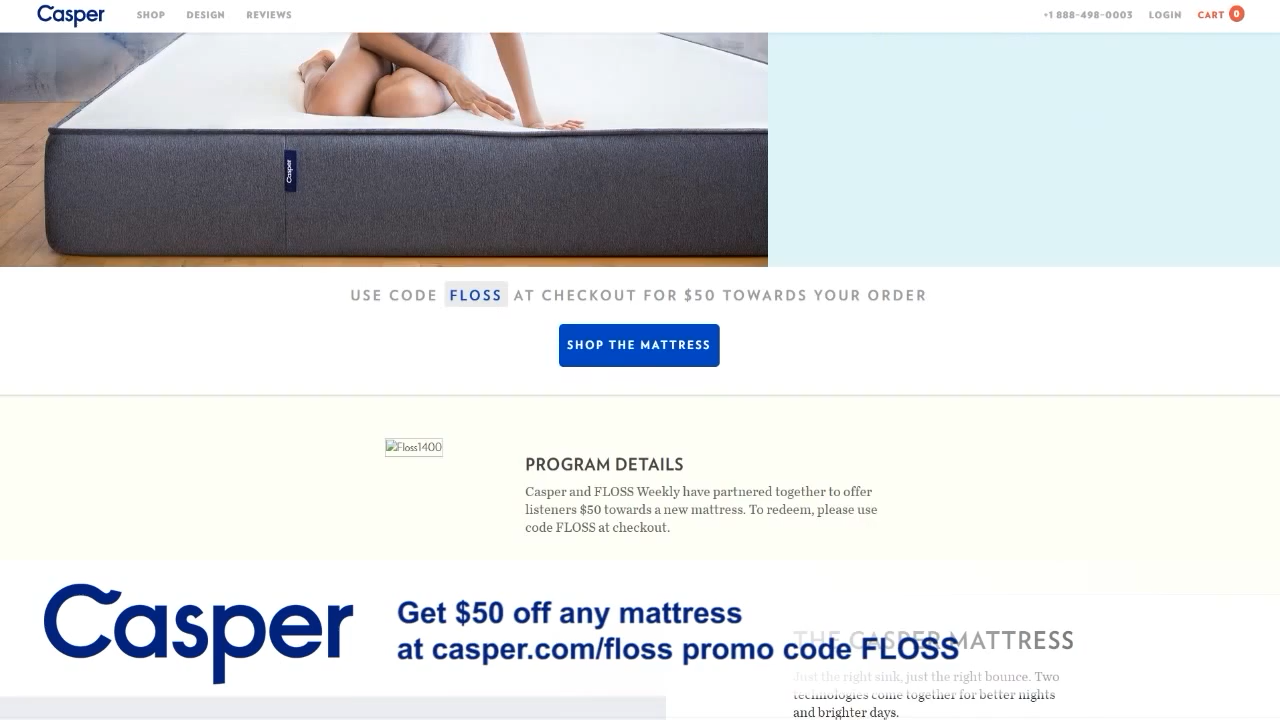 Casper SHOP DESIGN REVIEWS +1 888-498-0003 LOGIN CART 0
Casper
USE CODE FLOSS AT CHECKOUT FOR $50 TOWARDS YOUR ORDER
SHOP THE MATTRESS
Floss1400
PROGRAM DETAILS
Casper and FLOSS Weekly have partnered together to offer
listeners $50 towards a new mattress. To redeem, please use
code FLOSS at checkout.
Casper
Get $50 off any mattress
at casper.com/floss promo code FLOSS
THE CASPER MATTRESS
Just the right sink, just the right bounce. Two
technologies come together for better nights
and brighter days.